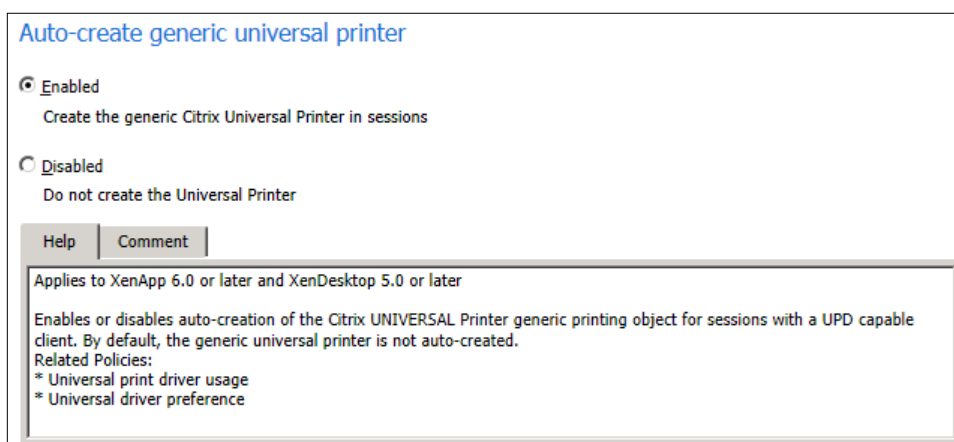 Auto-create generic universal printer
Enabled
Create the generic Citrix Universal Printer in sessions
Disabled
Do not create the Universal Printer
Help Comment
Applies to XenApp 6.0 or later and XenDesktop 5.0 or later
Enables or disables auto-creation of the Citrix UNIVERSAL Printer generic printing object for sessions with a UPD capable
client. By default, the generic universal printer is not auto-created.
Related Policies:
* Universal print driver usage
* Universal driver preference